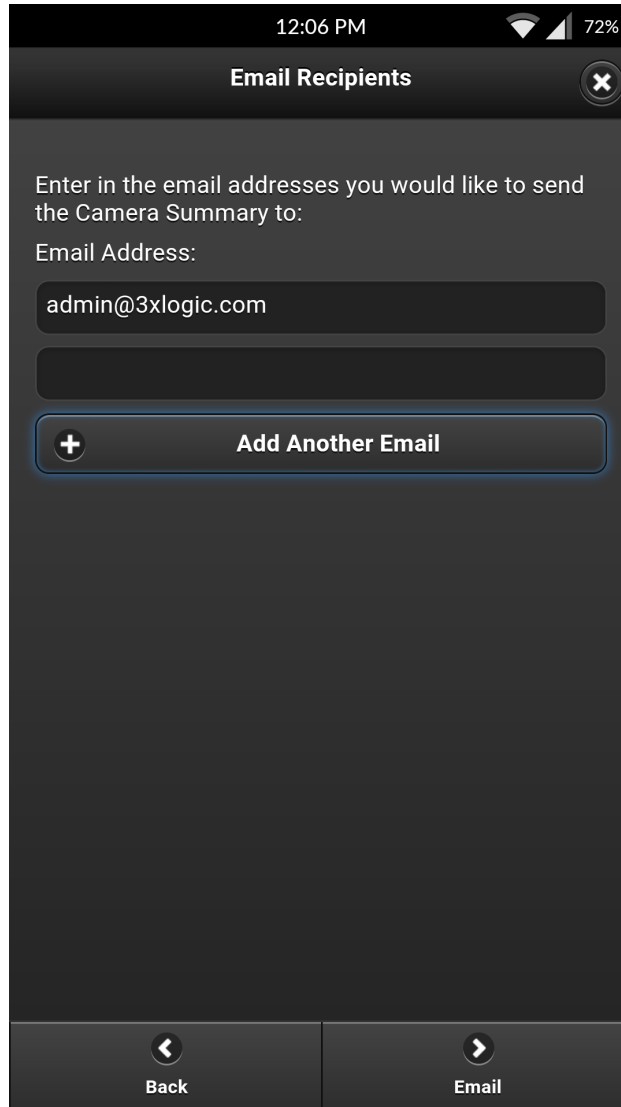 12:06 PM 72%
Email Recipients
Enter in the email addresses you would like to send
the Camera Summary to:
Email Address:
admin@3xlogic.com
Add Another Email
Back Email